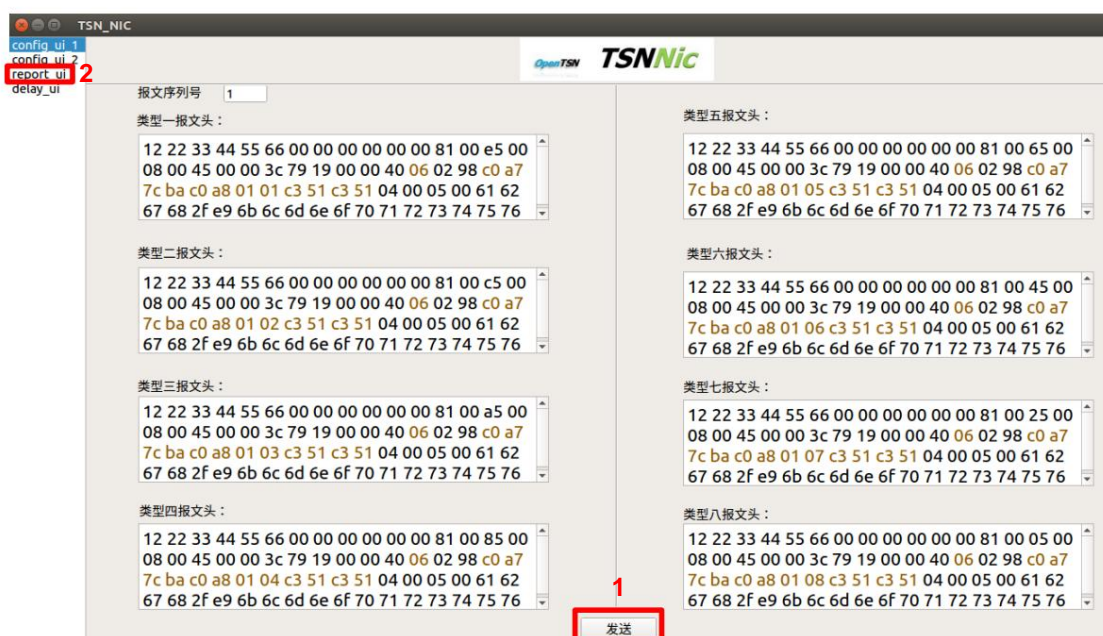 TSN_NIC
config_ui_1
config_ui_2
report_ui
2
delay_ui
OpenTSN
TSNNic
报文序列号 1
类型一报文头：
12 22 33 44 55 66 00 00 00 00 00 00 81 00 e5 00
08 00 45 00 00 3c 79 19 00 00 40 06 02 98 c0 a7
7c ba c0 a8 01 01 c3 51 c3 51 04 00 05 00 61 62
67 68 2f e9 6b 6c 6d 6e 6f 70 71 72 73 74 75 76
类型二报文头：
12 22 33 44 55 66 00 00 00 00 00 00 81 00 c5 00
08 00 45 00 00 3c 79 19 00 00 40 06 02 98 c0 a7
7c ba c0 a8 01 02 c3 51 c3 51 04 00 05 00 61 62
67 68 2f e9 6b 6c 6d 6e 6f 70 71 72 73 74 75 76
类型三报文头：
12 22 33 44 55 66 00 00 00 00 00 00 81 00 a5 00
08 00 45 00 00 3c 79 19 00 00 40 06 02 98 c0 a7
7c ba c0 a8 01 03 c3 51 c3 51 04 00 05 00 61 62
67 68 2f e9 6b 6c 6d 6e 6f 70 71 72 73 74 75 76
类型四报文头：
12 22 33 44 55 66 00 00 00 00 00 00 81 00 85 00
08 00 45 00 00 3c 79 19 00 00 40 06 02 98 c0 a7
7c ba c0 a8 01 04 c3 51 c3 51 04 00 05 00 61 62
67 68 2f e9 6b 6c 6d 6e 6f 70 71 72 73 74 75 76
类型五报文头：
12 22 33 44 55 66 00 00 00 00 00 00 81 00 65 00
08 00 45 00 00 3c 79 19 00 00 40 06 02 98 c0 a7
7c ba c0 a8 01 05 c3 51 c3 51 04 00 05 00 61 62
67 68 2f e9 6b 6c 6d 6e 6f 70 71 72 73 74 75 76
类型六报文头：
12 22 33 44 55 66 00 00 00 00 00 00 81 00 45 00
08 00 45 00 00 3c 79 19 00 00 40 06 02 98 c0 a7
7c ba c0 a8 01 06 c3 51 c3 51 04 00 05 00 61 62
67 68 2f e9 6b 6c 6d 6e 6f 70 71 72 73 74 75 76
类型七报文头：
12 22 33 44 55 66 00 00 00 00 00 00 81 00 25 00
08 00 45 00 00 3c 79 19 00 00 40 06 02 98 c0 a7
7c ba c0 a8 01 07 c3 51 c3 51 04 00 05 00 61 62
67 68 2f e9 6b 6c 6d 6e 6f 70 71 72 73 74 75 76
类型八报文头：
12 22 33 44 55 66 00 00 00 00 00 00 81 00 05 00
08 00 45 00 00 3c 79 19 00 00 40 06 02 98 c0 a7
7c ba c0 a8 01 08 c3 51 c3 51 04 00 05 00 61 62
67 68 2f e9 6b 6c 6d 6e 6f 70 71 72 73 74 75 76
1
发送